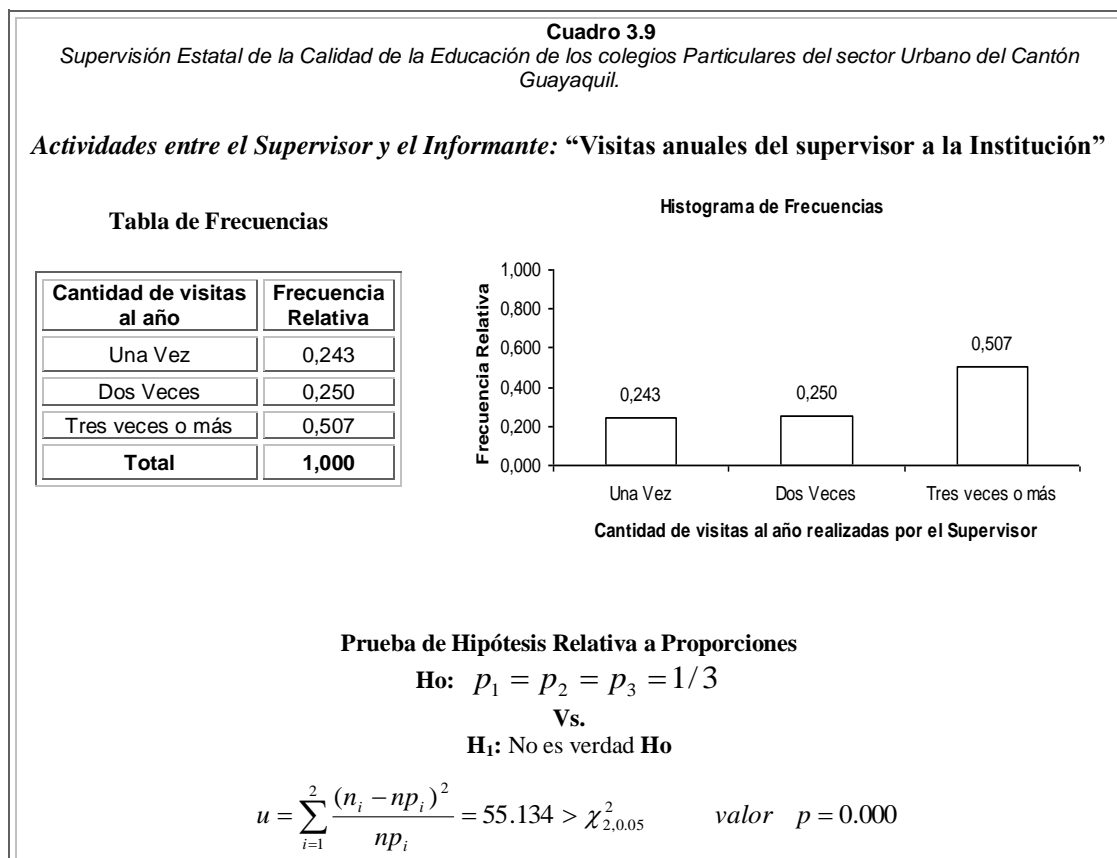 Cuadro 3.9
Supervisión Estatal de la Calidad de la Educación de los colegios Particulares del sector Urbano del Cantón
Guayaquil.
Actividades entre el Supervisor y el Informante: “Visitas anuales del supervisor a la Institución”
Tabla de Frecuencias
Cantidad de visitas al año Frecuencia Relativa
Una Vez 0,243
Dos Veces 0,250
Tres veces o más 0,507
Total 1,000
Histograma de Frecuencias
Frecuencia Relativa
1,000
0,800
0,600
0,400
0,200
0,000
0,243 0,250 0,507
Una Vez Dos Veces Tres veces o más
Cantidad de visitas al año realizadas por el Supervisor
Prueba de Hipótesis Relativa a Proporciones
Ho: p₁ = p₂ = p₃ = 1/3
Vs.
H₁: No es verdad Ho
u = ∑_{i=1}^{2} (n_i − np_i)² / np_i = 55.134 > χ²_{2,0.05} valor p = 0.000